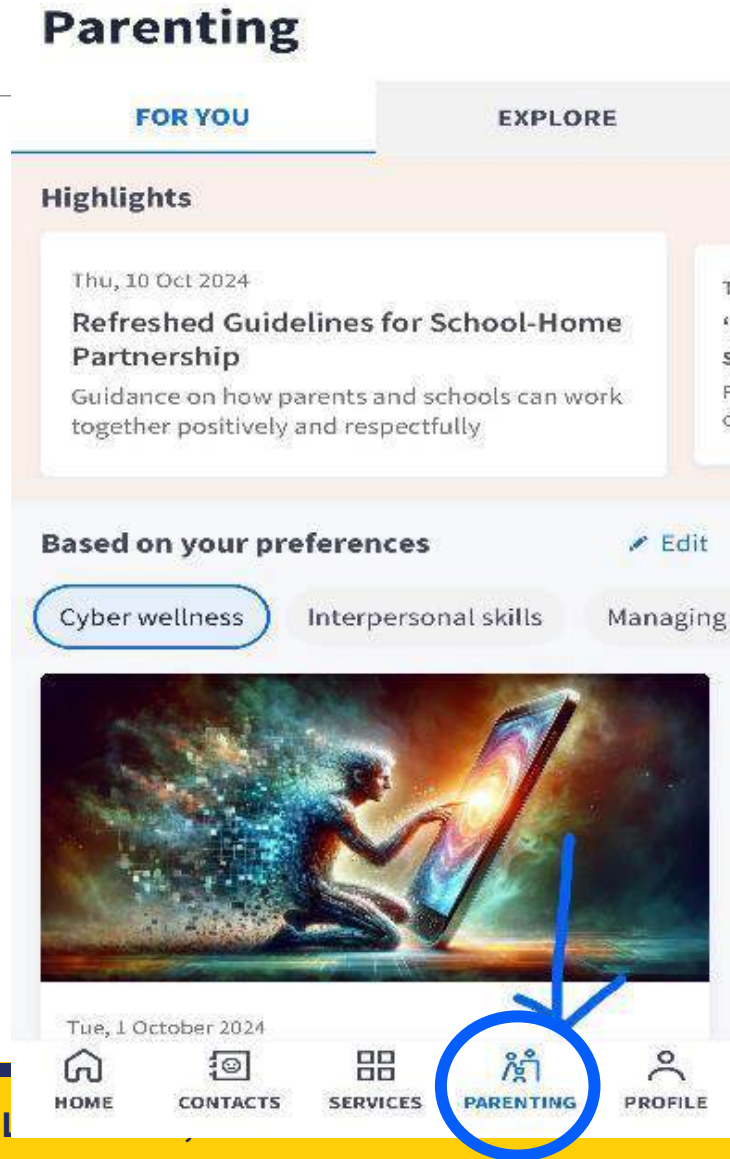 Parenting
FOR YOU
EXPLORE
Highlights
Thu, 10 Oct 2024
Refreshed Guidelines for School-Home
Partnership
Guidance on how parents and schools can work
together positively and respectfully
Based on your preferences
Edit
Cyber wellness
Interpersonal skills
Managing
Tue, 1 October 2024
HOME
CONTACTS
SERVICES
PARENTING
PROFILE